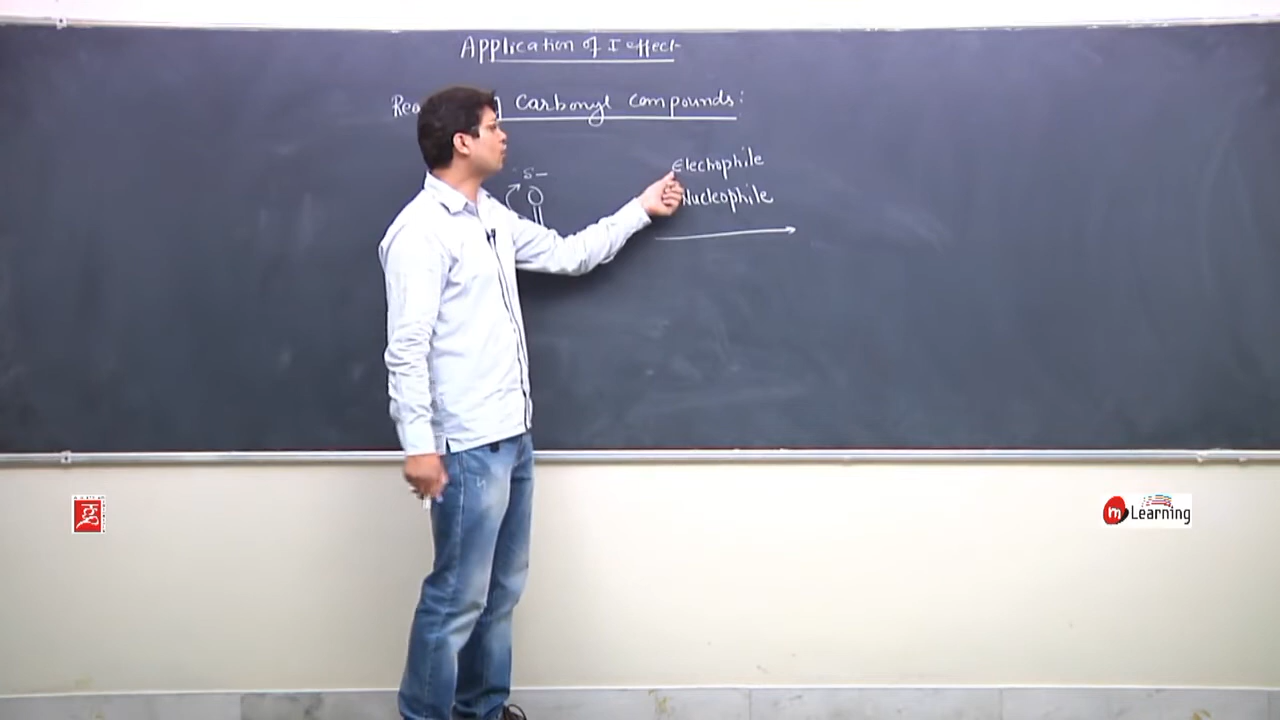 Application of I effect
Carbonyl compounds:
δ-
Electrophile
O
Nucleophile
m Learning